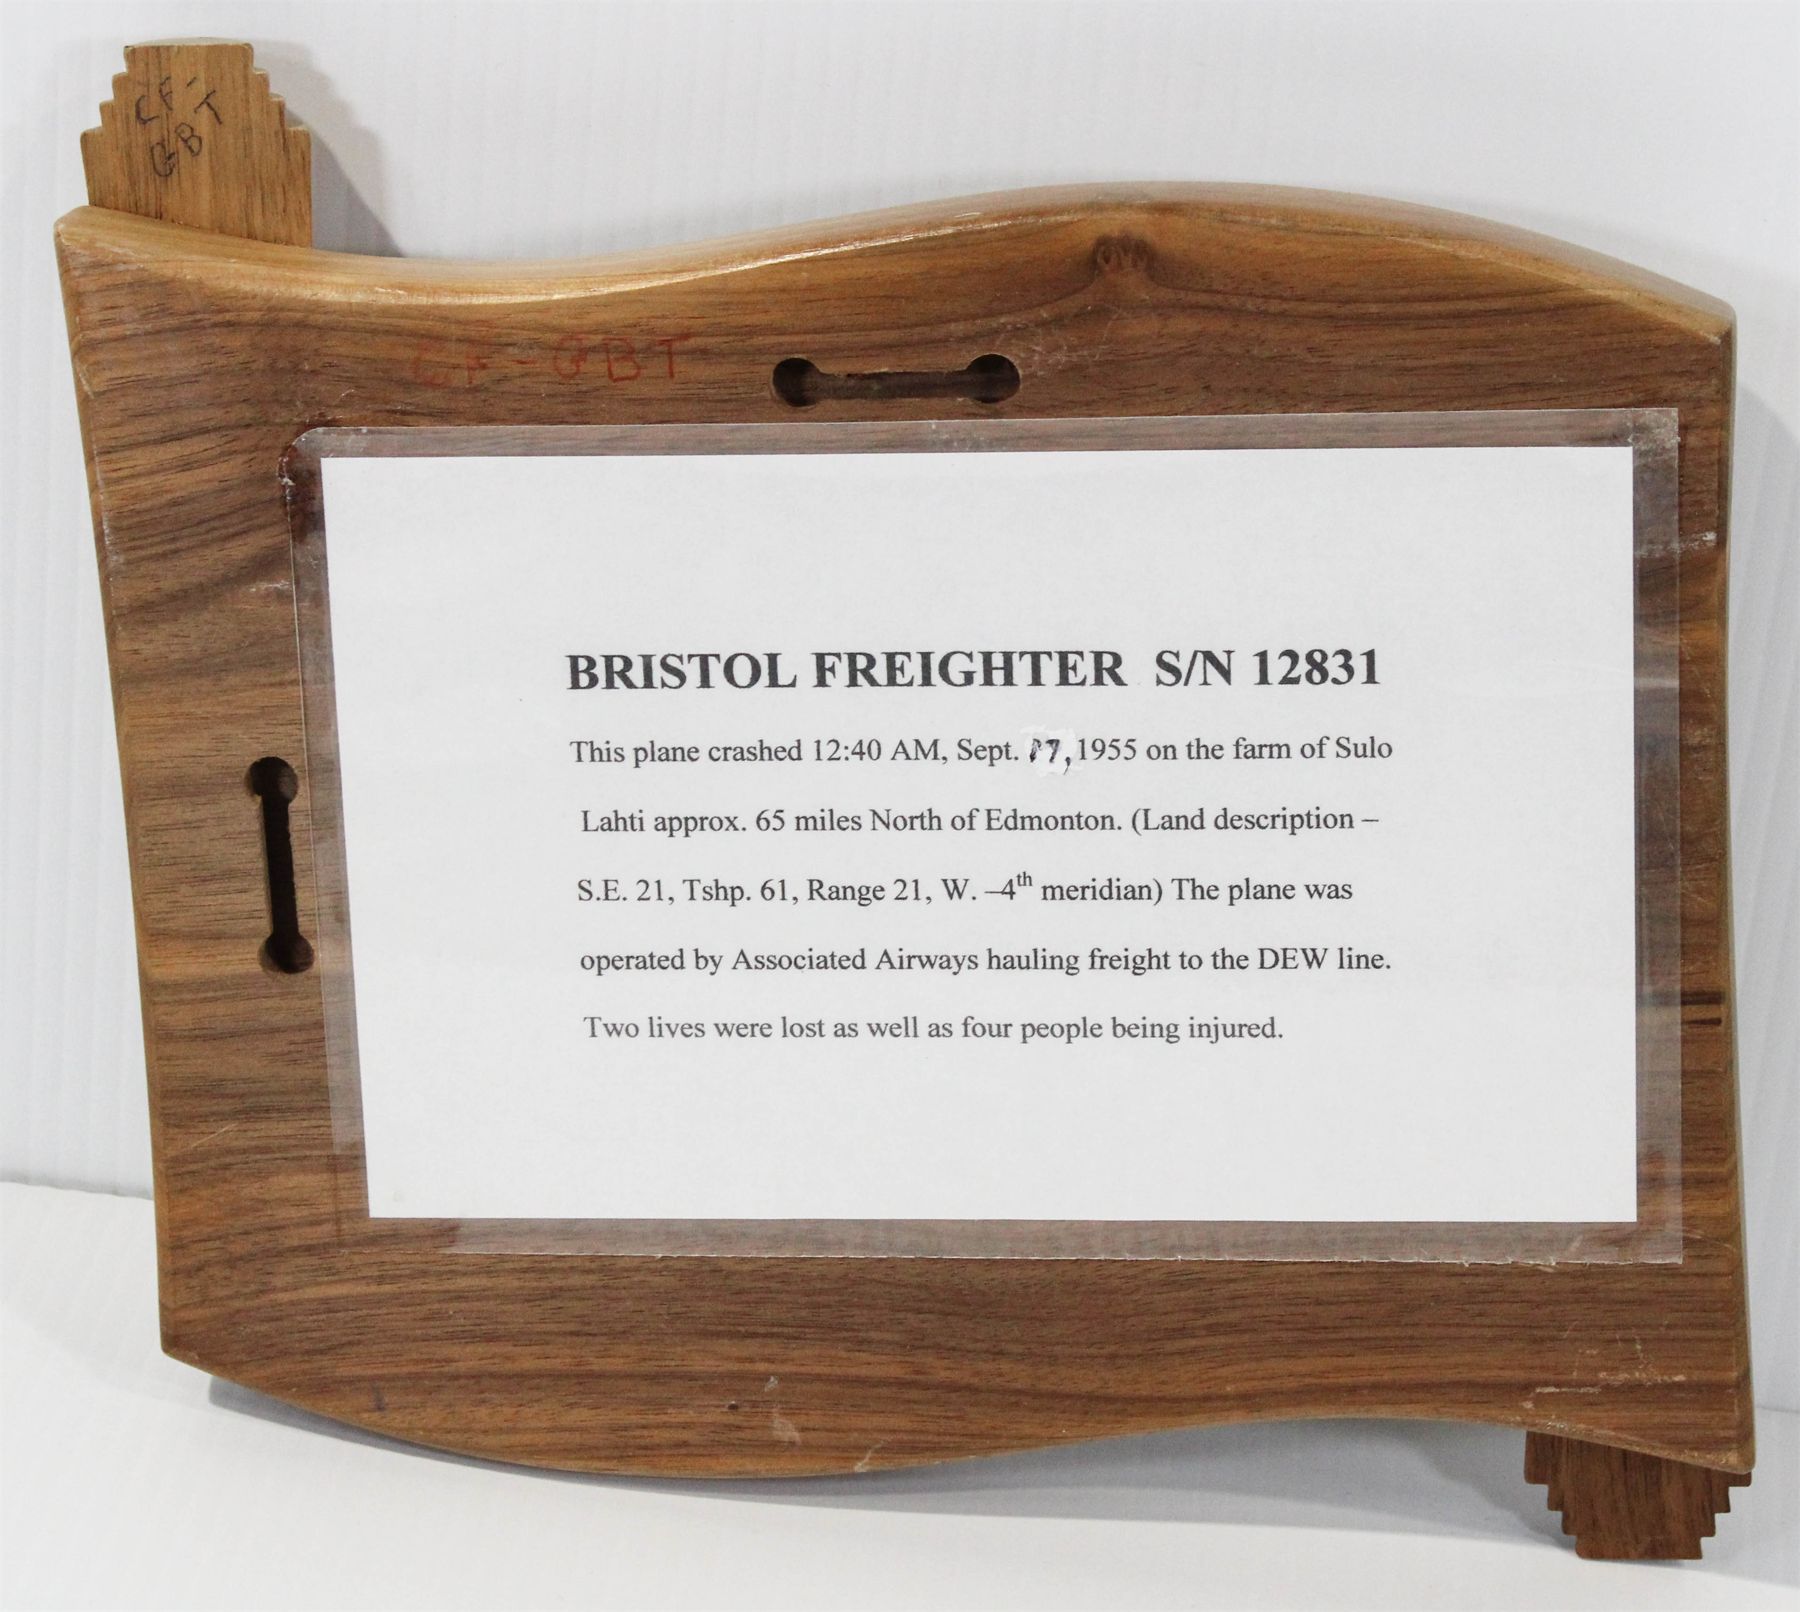 CF-
GBT
CF-GBT
BRISTOL FREIGHTER S/N 12831
This plane crashed 12:40 AM, Sept. 17, 1955 on the farm of Sulo
Lahti approx. 65 miles North of Edmonton. (Land description –
S.E. 21, Tshp. 61, Range 21, W. –4th meridian) The plane was
operated by Associated Airways hauling freight to the DEW line.
Two lives were lost as well as four people being injured.